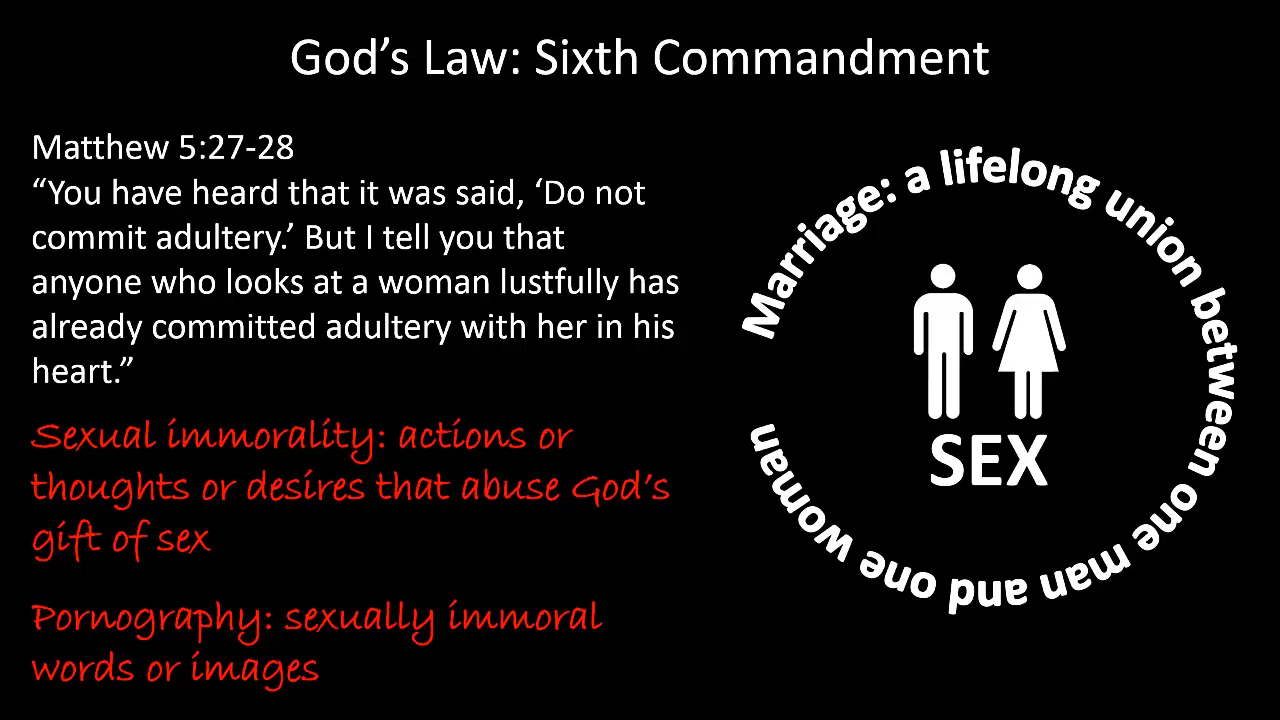 God’s Law: Sixth Commandment
Matthew 5:27-28
“You have heard that it was said, ‘Do not
commit adultery.’ But I tell you that
anyone who looks at a woman lustfully has
already committed adultery with her in his
heart.”
Sexual immorality: actions or
thoughts or desires that abuse God’s
gift of sex
Pornography: sexually immoral
words or images
Marriage: a lifelong union between one man and one woman
SEX